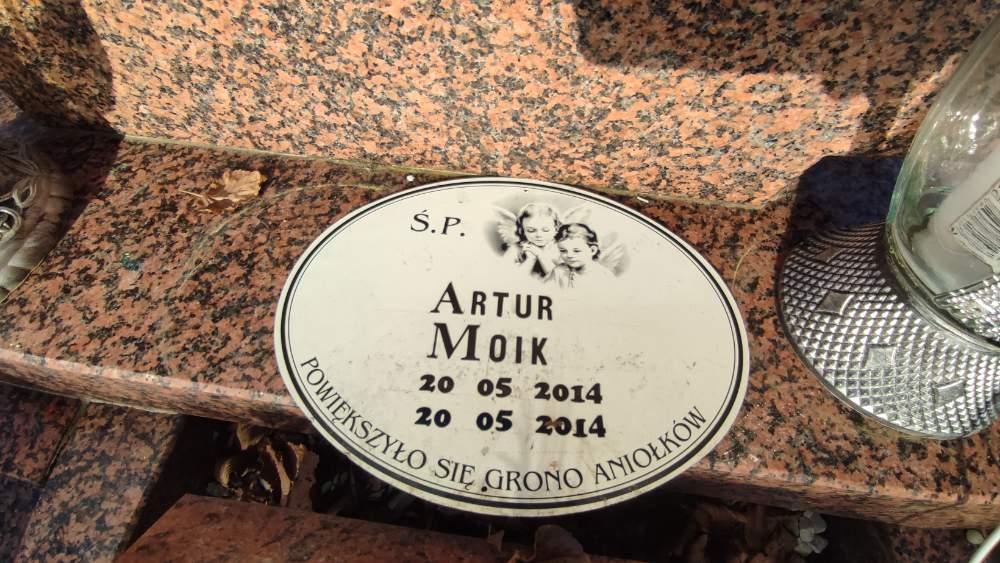 Ś.P.
ARTUR
MOIK
20 05 2014
20 05 2014
POWIĘKSZYŁO SIĘ GRONO ANIOŁKÓW